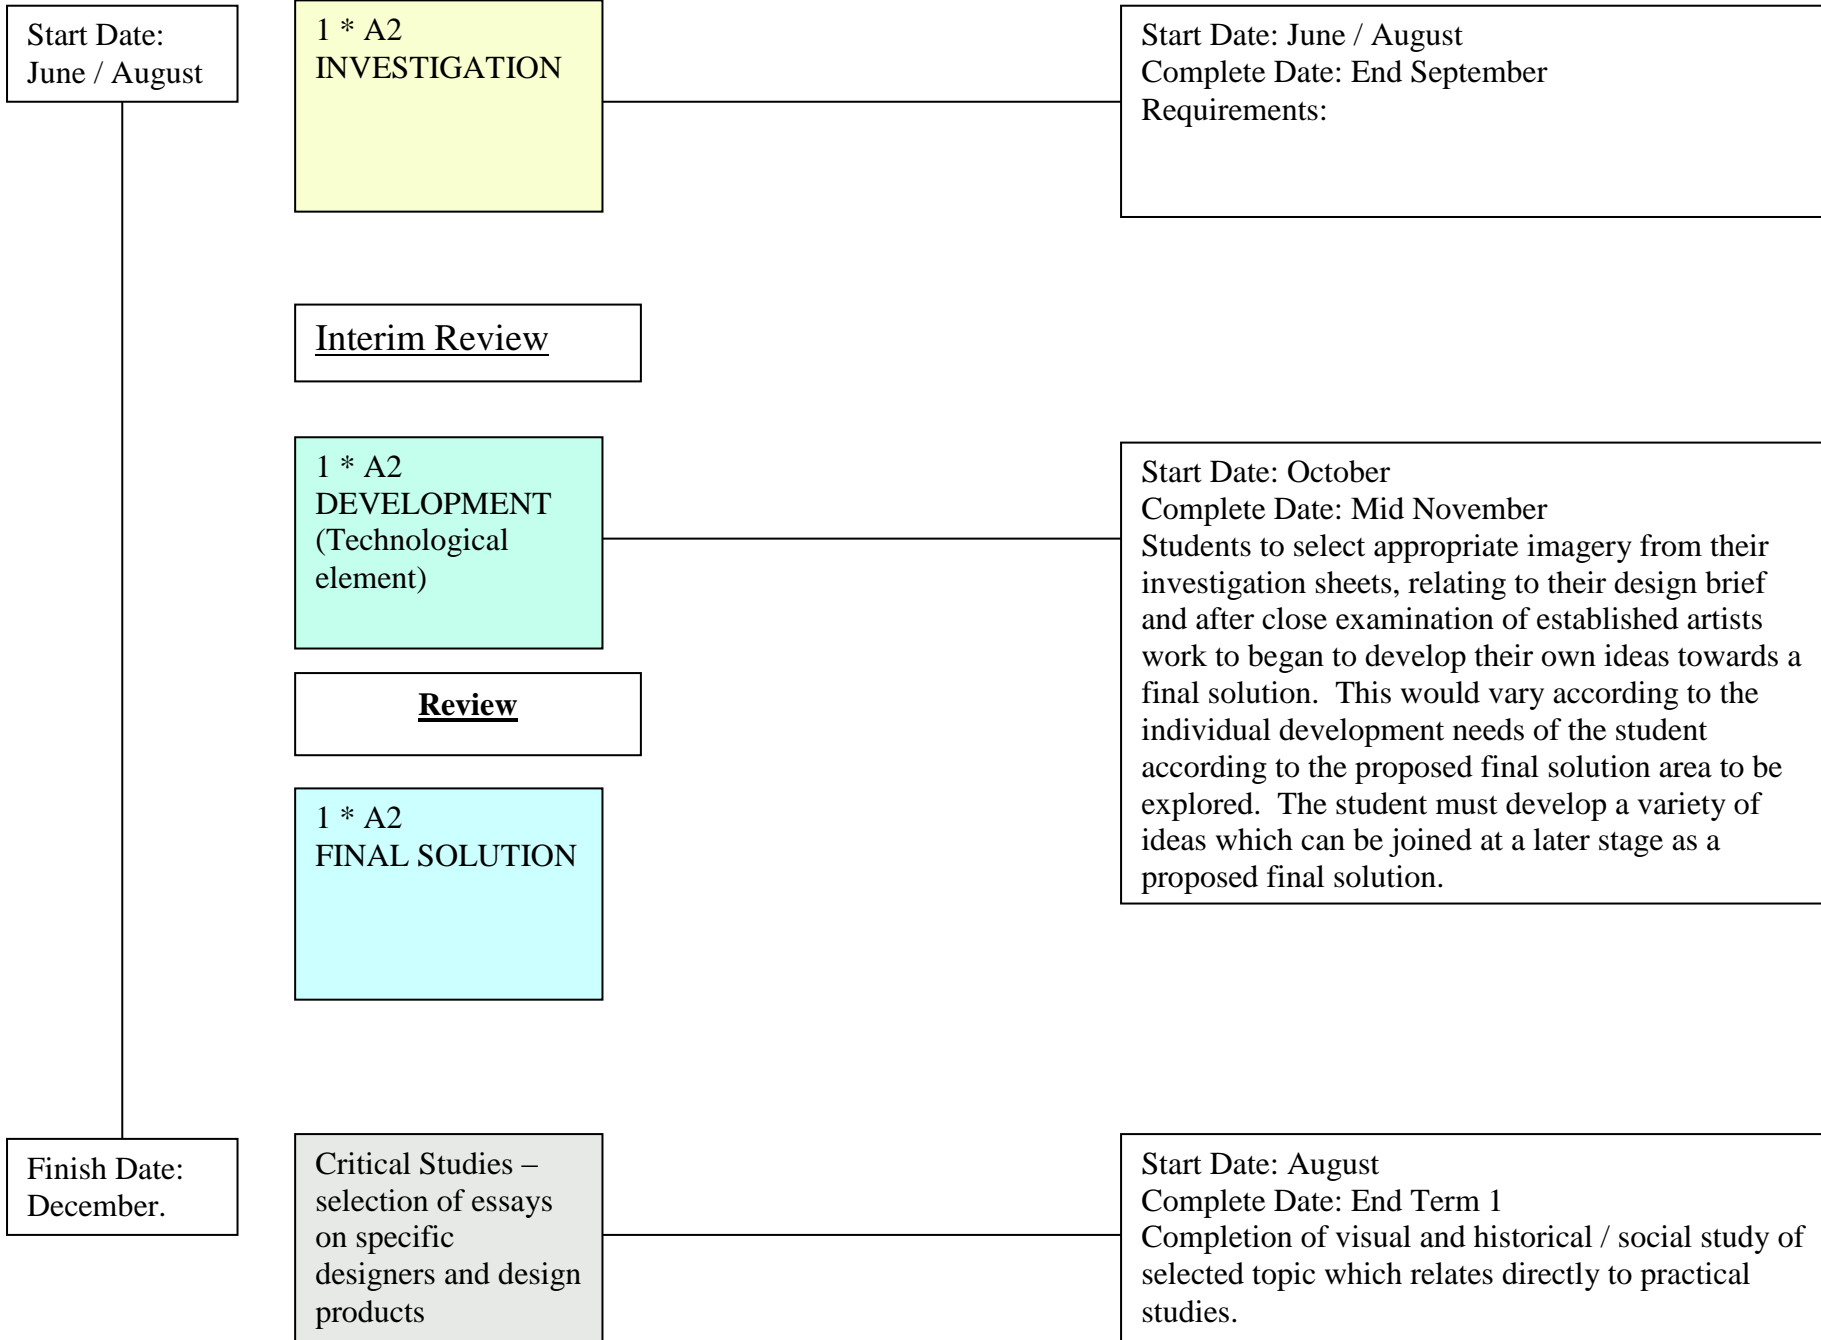 Start Date:
June / August
1 * A2
INVESTIGATION
Start Date: June / August
Complete Date: End September
Requirements:
Interim Review
1 * A2
DEVELOPMENT
(Technological
element)
Start Date: October
Complete Date: Mid November
Students to select appropriate imagery from their
investigation sheets, relating to their design brief
and after close examination of established artists
work to began to develop their own ideas towards a
final solution.  This would vary according to the
individual development needs of the student
according to the proposed final solution area to be
explored.  The student must develop a variety of
ideas which can be joined at a later stage as a
proposed final solution.
Review
1 * A2
FINAL SOLUTION
Finish Date:
December.
Critical Studies –
selection of essays
on specific
designers and design
products
Start Date: August
Complete Date: End Term 1
Completion of visual and historical / social study of
selected topic which relates directly to practical
studies.